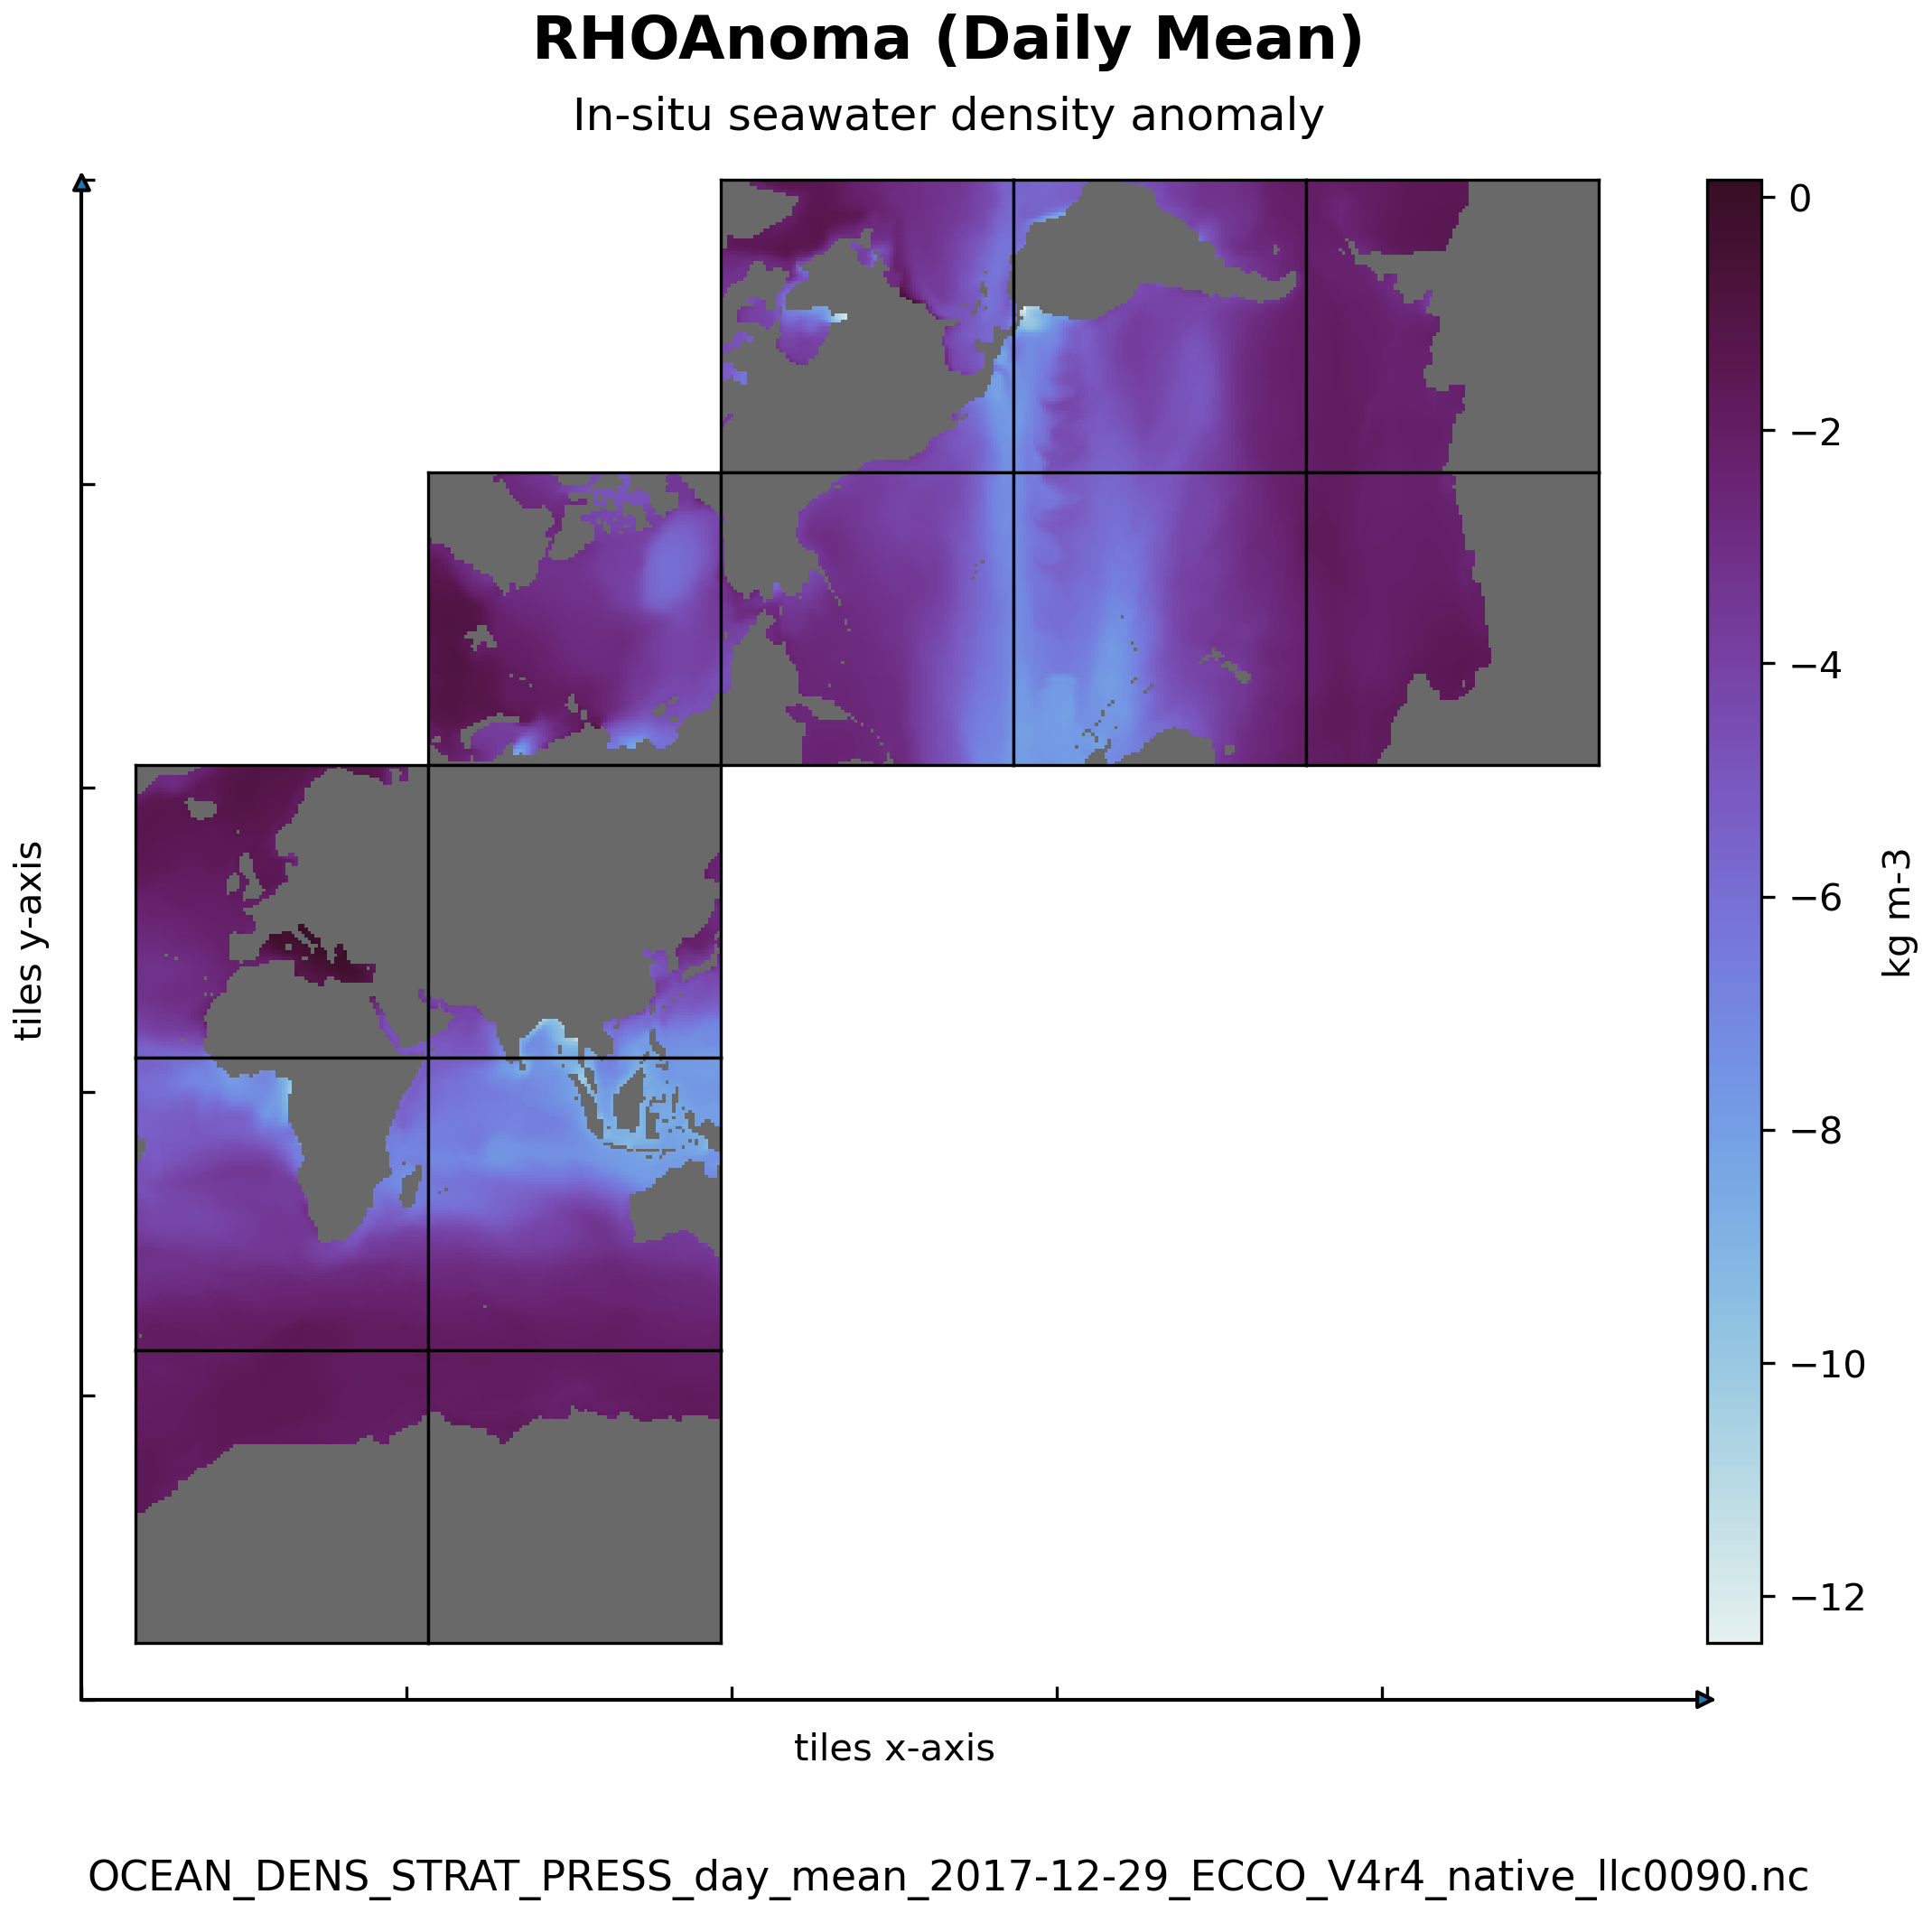 RHOAnoma (Daily Mean)
In-situ seawater density anomaly
tiles y-axis
0
−2
−4
−6
−8
−10
−12
kg m-3
tiles x-axis
OCEAN_DENS_STRAT_PRESS_day_mean_2017-12-29_ECCO_V4r4_native_llc0090.nc